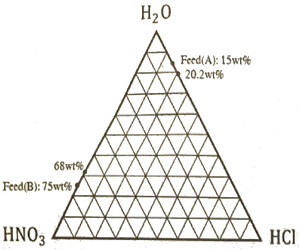 H₂O
Feed(A): 15wt%
20.2wt%
68wt%
Feed(B): 75wt%
HNO₃
HCl